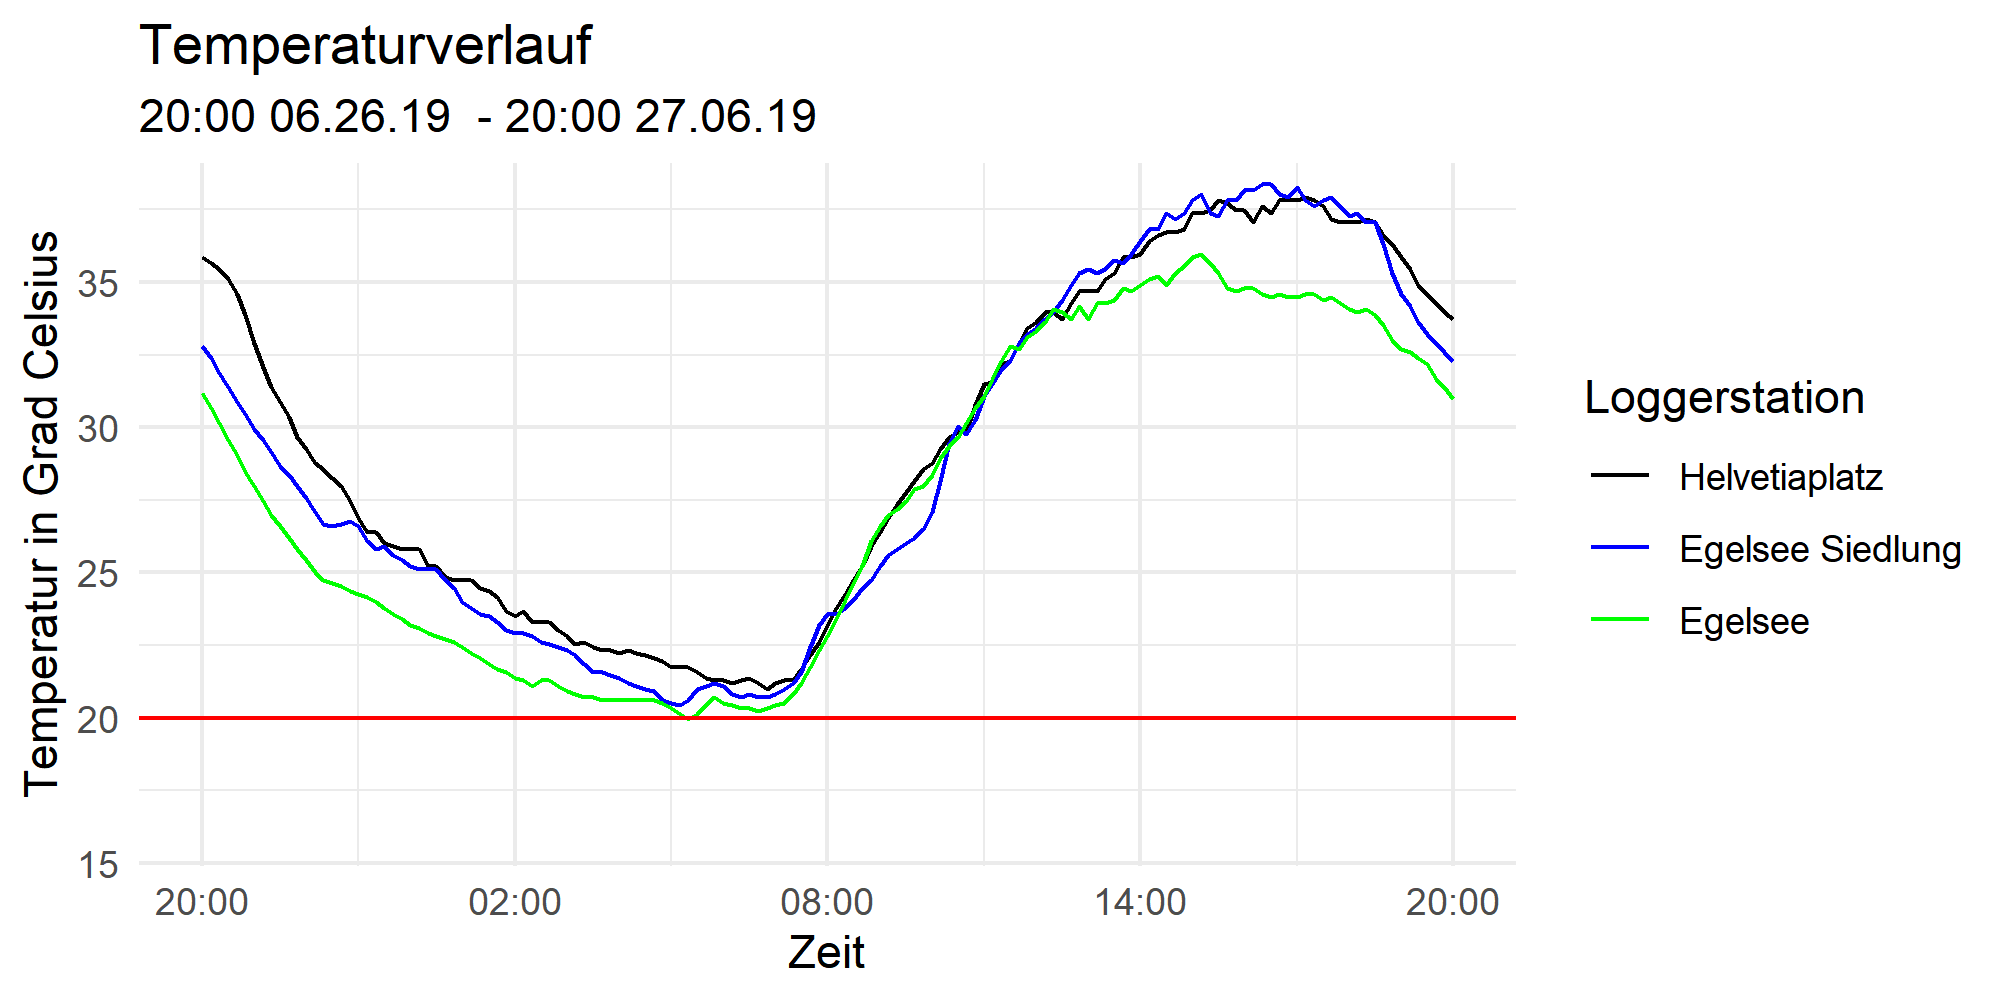 Temperaturverlauf
20:00 06.26.19  - 20:00 27.06.19
Temperatur in Grad Celsius
35
30
25
20
15
20:00 02:00 08:00 14:00 20:00
Zeit
Loggerstation
Helvetiaplatz
Egelsee Siedlung
Egelsee